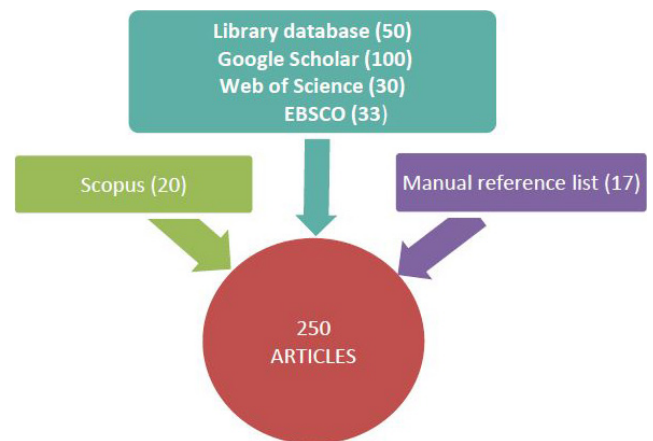 Library database (50)
Google Scholar (100)
Web of Science (30)
EBSCO (33)
Scopus (20)
Manual reference list (17)
250
ARTICLES